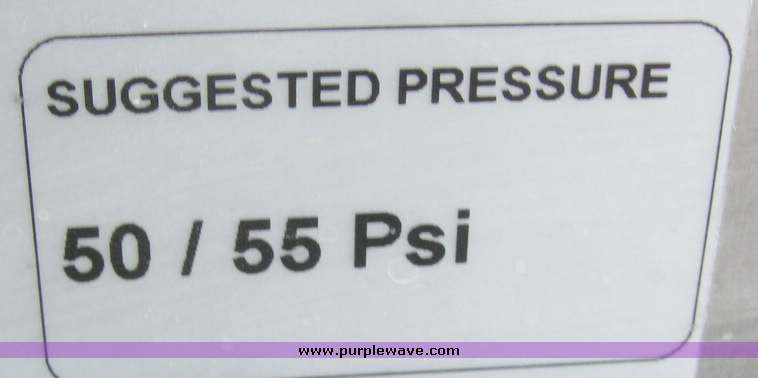 SUGGESTED PRESSURE
50 / 55 Psi
www.purplewave.com